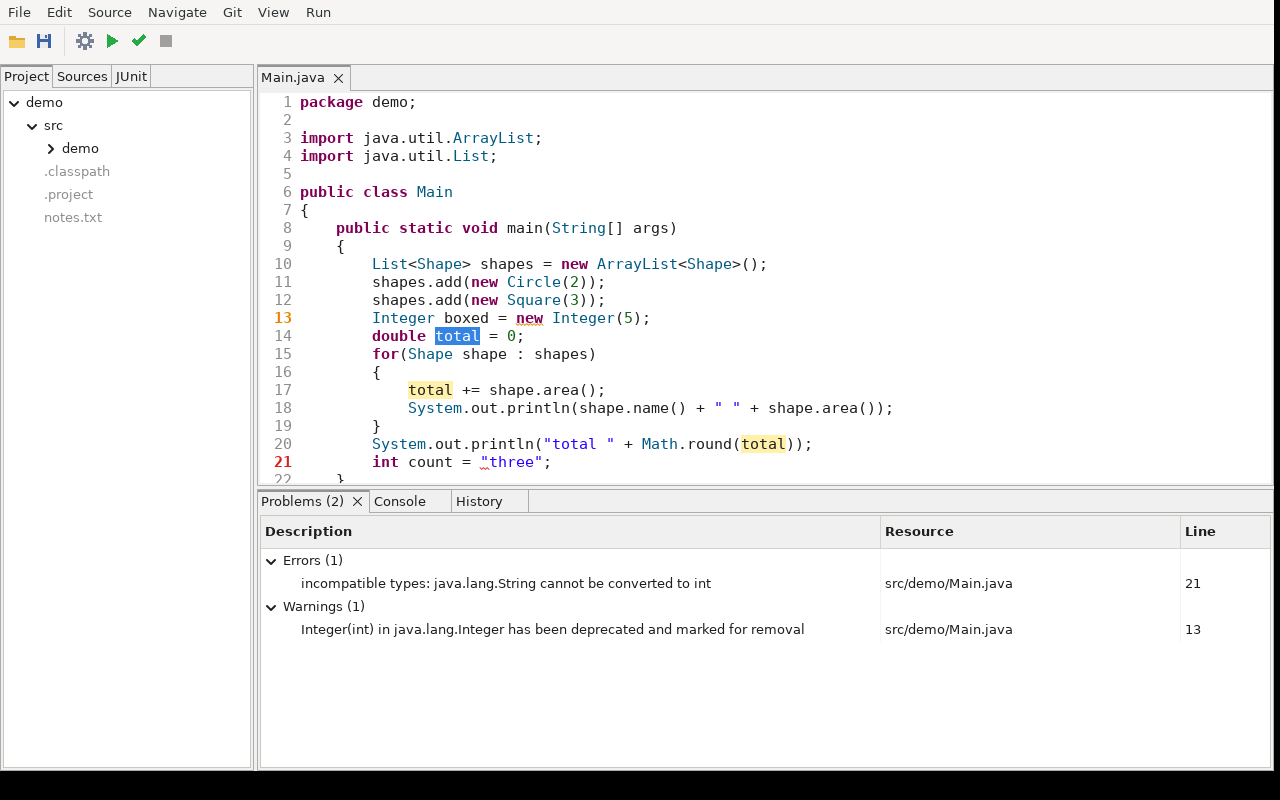 File Edit Source Navigate Git View Run
Project Sources JUnit
demo
src
demo
.classpath
.project
notes.txt
Main.java
1 package demo;
2
3 import java.util.ArrayList;
4 import java.util.List;
5
6 public class Main
7 {
8     public static void main(String[] args)
9     {
10         List<Shape> shapes = new ArrayList<Shape>();
11         shapes.add(new Circle(2));
12         shapes.add(new Square(3));
13         Integer boxed = new Integer(5);
14         double total = 0;
15         for(Shape shape : shapes)
16         {
17             total += shape.area();
18             System.out.println(shape.name() + " " + shape.area());
19         }
20         System.out.println("total " + Math.round(total));
21         int count = "three";
22     }
Problems (2) Console History
Description Resource Line
Errors (1)
incompatible types: java.lang.String cannot be converted to int src/demo/Main.java 21
Warnings (1)
Integer(int) in java.lang.Integer has been deprecated and marked for removal src/demo/Main.java 13